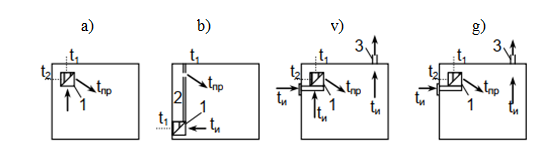 a) b) v) g)
t₁
t₂
tпр
1
t₁
2
tпр
1
t₁
tи
3
t₁
t₂
tпр
tи
1
tи
tи
3
t₁
t₂
tпр
tи
1
tи